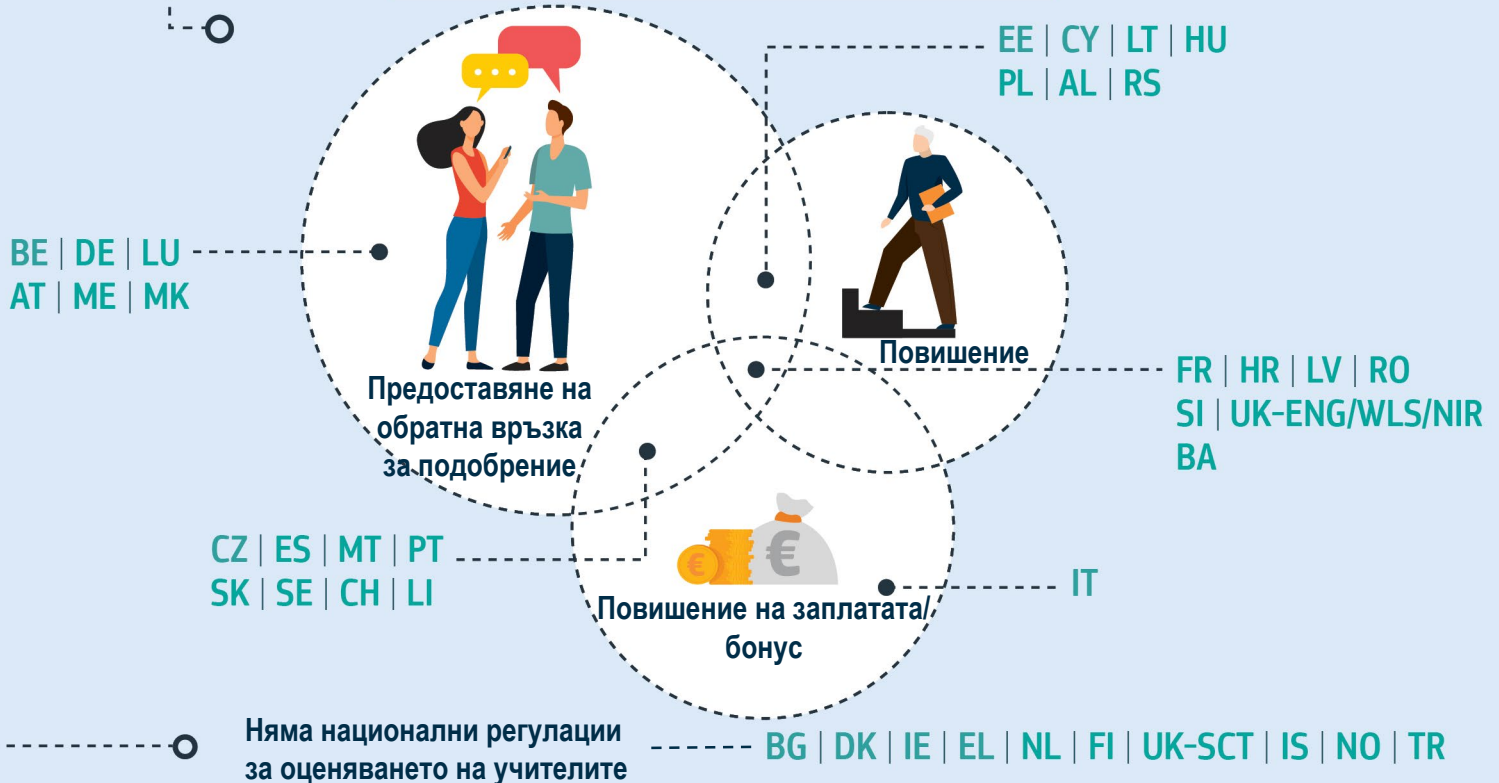 EE | CY | LT | HU
PL | AL | RS
BE | DE | LU
AT | ME | MK
Предоставяне на
обратна връзка
за подобрение
Повишение
FR | HR | LV | RO
SI | UK-ENG/WLS/NIR
BA
CZ | ES | MT | PT
SK | SE | CH | LI
€ €
Повишение на заплатата/
бонус
IT
Няма национални регулации
за оценяването на учителите
BG | DK | IE | EL | NL | FI | UK-SCT | IS | NO | TR